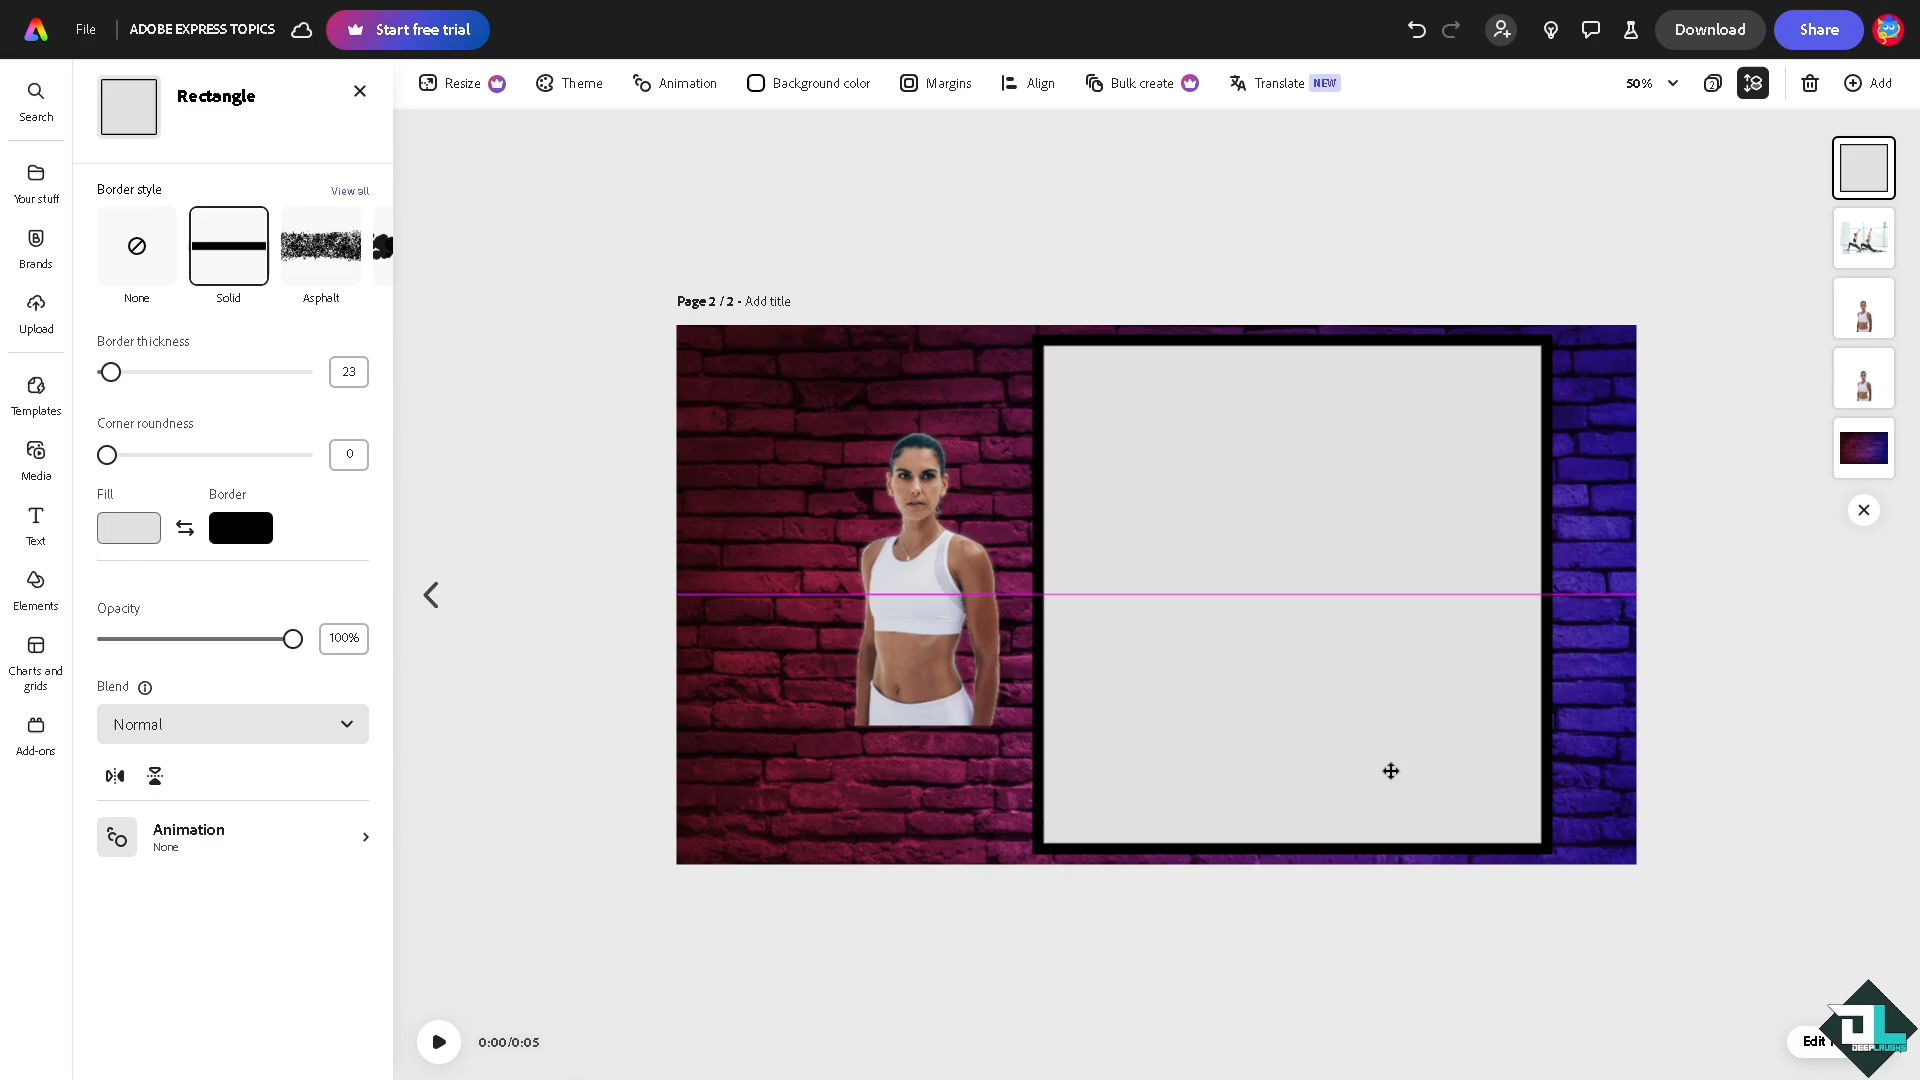 File
ADOBE EXPRESS TOPICS
Start free trial
Download
Share
Search
Your stuff
Brands
Upload
Templates
Media
Text
Elements
Charts and
grids
Add-ons
Rectangle
Border style
View all
None
Solid
Asphalt
Border thickness
23
Corner roundness
0
Fill
Border
Opacity
100%
Blend
Normal
Animation
None
Resize
Theme
Animation
Background color
Margins
Align
Bulk create
Translate NEW
50%
2
Add
Page 2 / 2 - Add title
0:00/0:05
Edit
DEEPLAUGHS